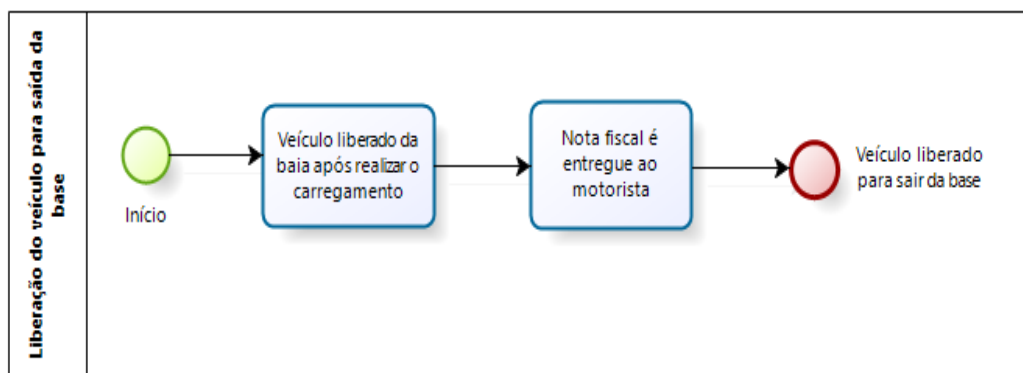 Liberação do veículo para saída da
base
Início
Veículo liberado da
baia após realizar o
carregamento
Nota fiscal é
entregue ao
motorista
Veículo liberado
para sair da base